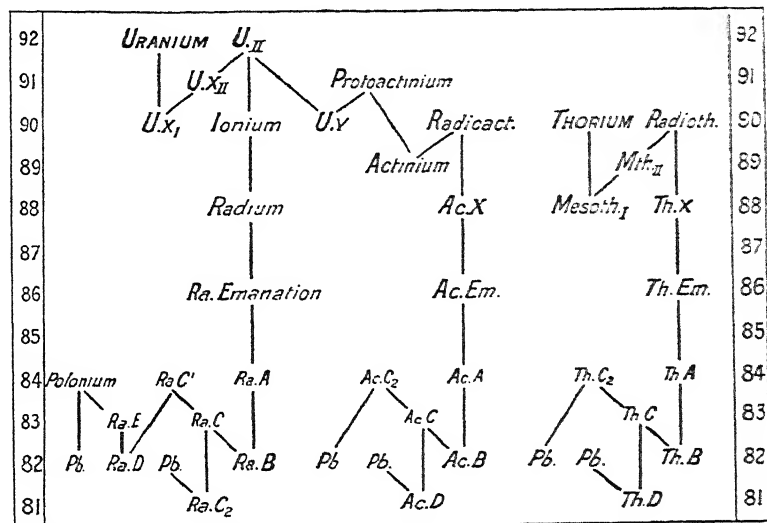 92 URANIUM U.II 92
91 U.XII Protoactinium 91
90 U.XI Ionium U.Y Radioact. THORIUM Radioth. 90
89 Actinium Mth.II 89
88 Radium Ac.X Mesoth.I Th.X 88
87 87
86 Ra.Emanation Ac.Em. Th.Em. 86
85 85
84 Polonium Ra C' Ra.A Ac.C2 Ac.A Th.C2 Th A 84
83 Ra.E Ra.C Ac C Th C 83
82 Pb. Ra.D Pb. Ra.B Pb Pb. Ac.B Pb. Pb. Th.B 82
81 Ra.C2 Ac.D Th.D 81